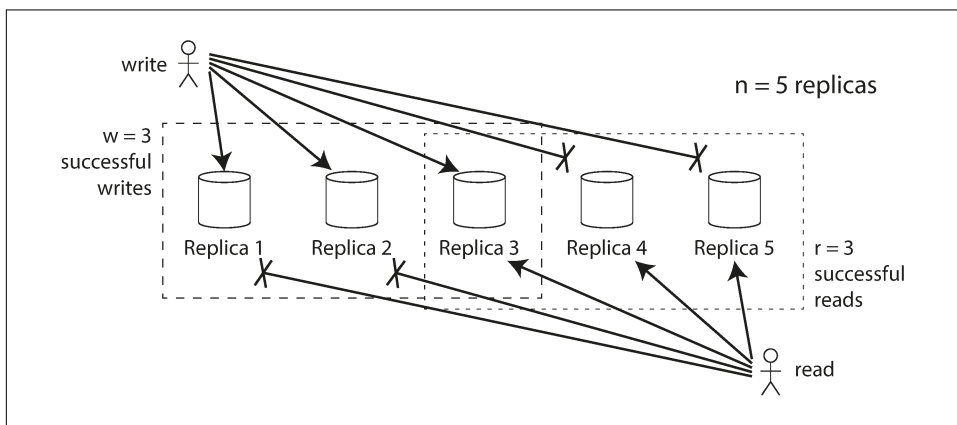 write
n = 5 replicas
w = 3
successful
writes
Replica 1
Replica 2
Replica 3
Replica 4
Replica 5
r = 3
successful
reads
read